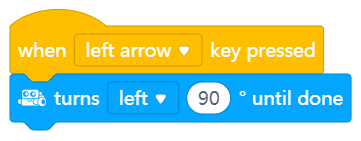 when left arrow key pressed
turns left 90 ° until done